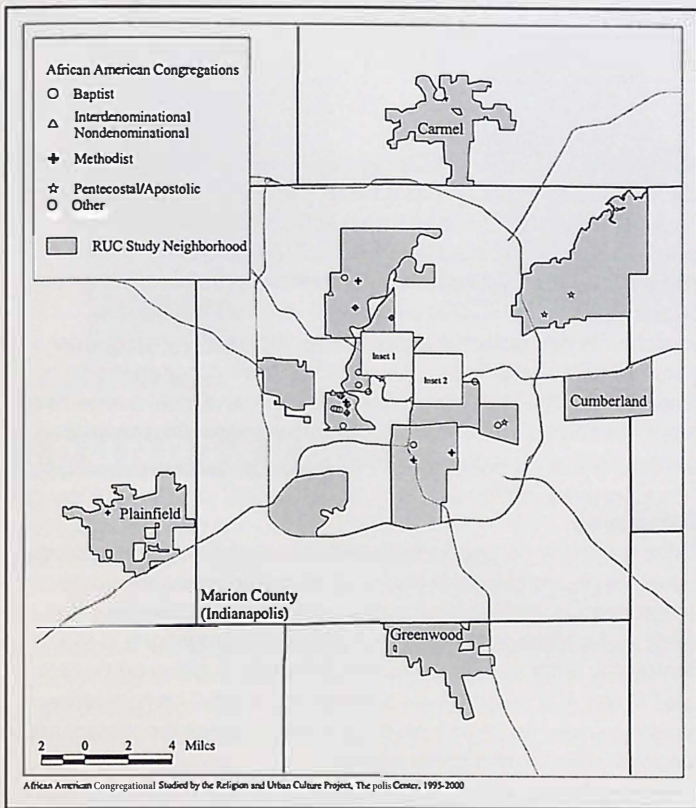 African American Congregations
Baptist
Interdenominational
Nondenominational
Methodist
Pentecostal/Apostolic
Other
RUC Study Neighborhood
Carmel
Inset 1
Inset 2
Cumberland
Plainfield
Marion County
(Indianapolis)
Greenwood
2 0 2 4 Miles
African American Congregational Studied by the Religion and Urban Culture Project, The polis Center, 1995-2000